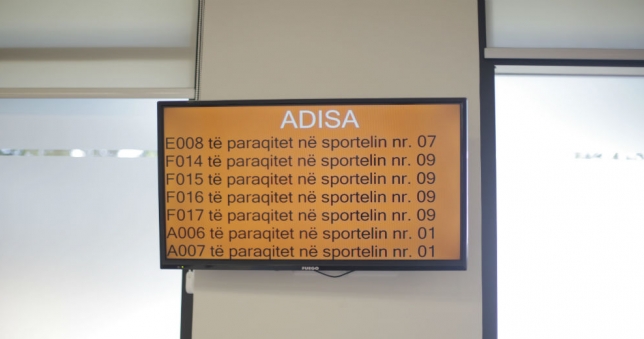 ADISA
E008 të paraqitet në sportelin nr. 07
F014 të paraqitet në sportelin nr. 09
F015 të paraqitet në sportelin nr. 09
F016 të paraqitet në sportelin nr. 09
F017 të paraqitet në sportelin nr. 09
A006 të paraqitet në sportelin nr. 01
A007 të paraqitet në sportelin nr. 01